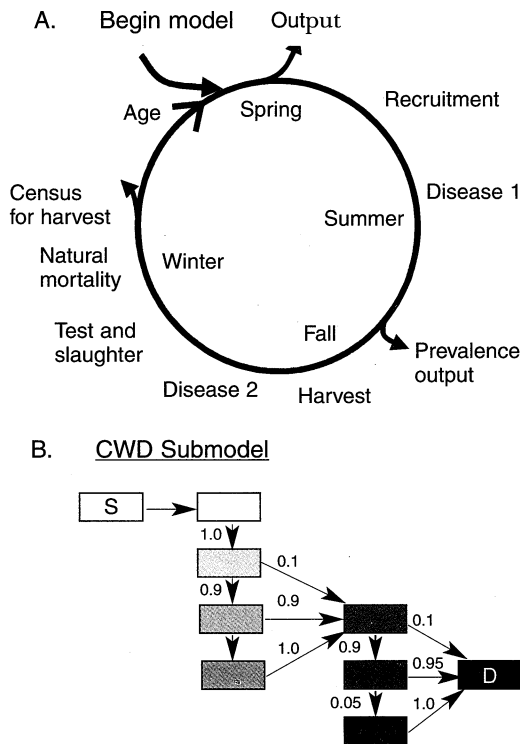 A.
Begin model
Output
Age
Spring
Recruitment
Disease 1
Summer
Census
for harvest
Natural
mortality
Winter
Test and
slaughter
Fall
Prevalence
output
Disease 2
Harvest
B.
CWD Submodel
S
1.0
0.1
0.9
0.9
1.0
0.1
0.9
0.95
D
0.05
1.0